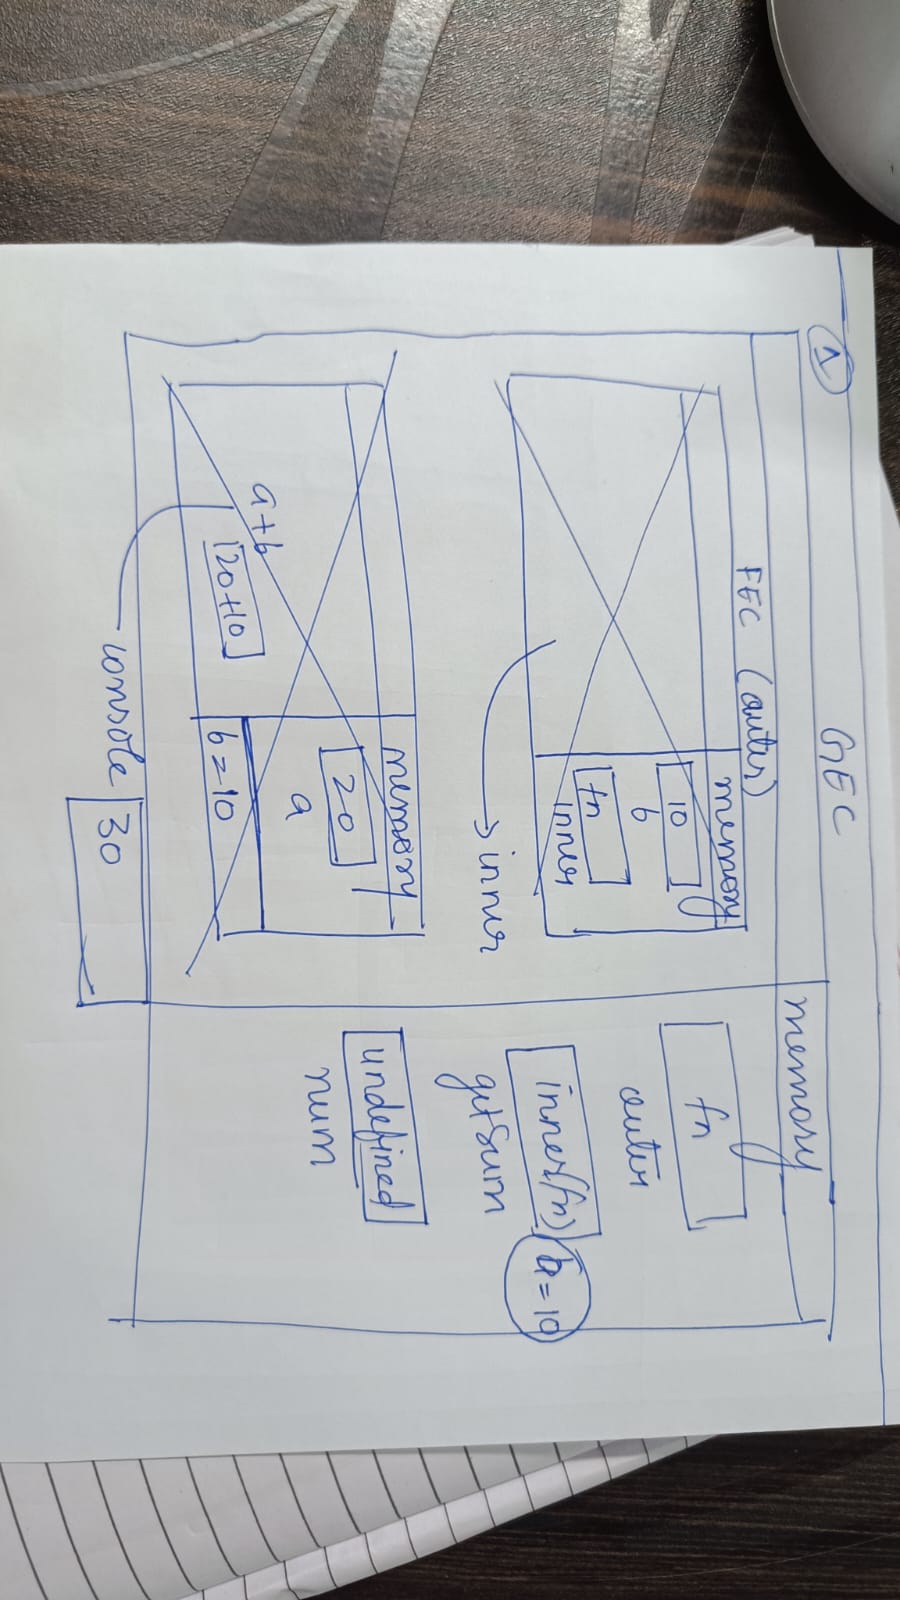 1
GEC
memory
FEC (outer)
memory
10
b
fn
inner
inner
fn
outer
inner(fn) b=10
getSum
undefined
num
memory
20
a
b=10
a+b
20+10
console
30